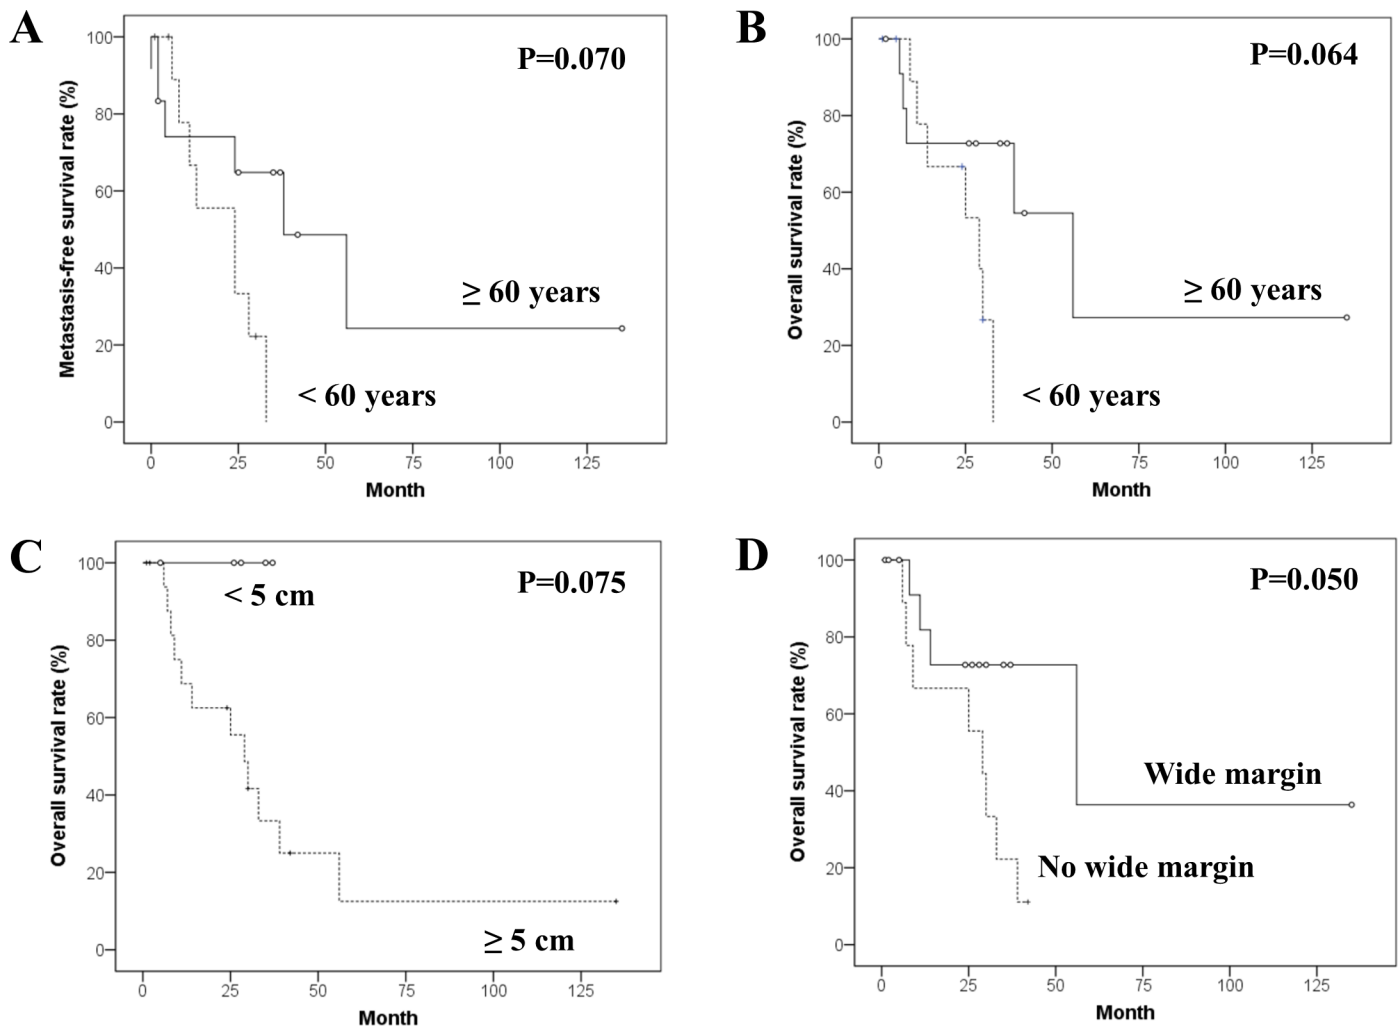 A
P=0.070
Metastasis-free survival rate (%)
100
80
60
40
20
0
≥ 60 years
< 60 years
0 25 50 75 100 125
Month
B
P=0.064
Overall survival rate (%)
100
80
60
40
20
0
≥ 60 years
< 60 years
0 25 50 75 100 125
Month
C
P=0.075
Overall survival rate (%)
100
80
60
40
20
0
< 5 cm
≥ 5 cm
0 25 50 75 100 125
Month
D
P=0.050
Overall survival rate (%)
100
80
60
40
20
0
Wide margin
No wide margin
0 25 50 75 100 125
Month